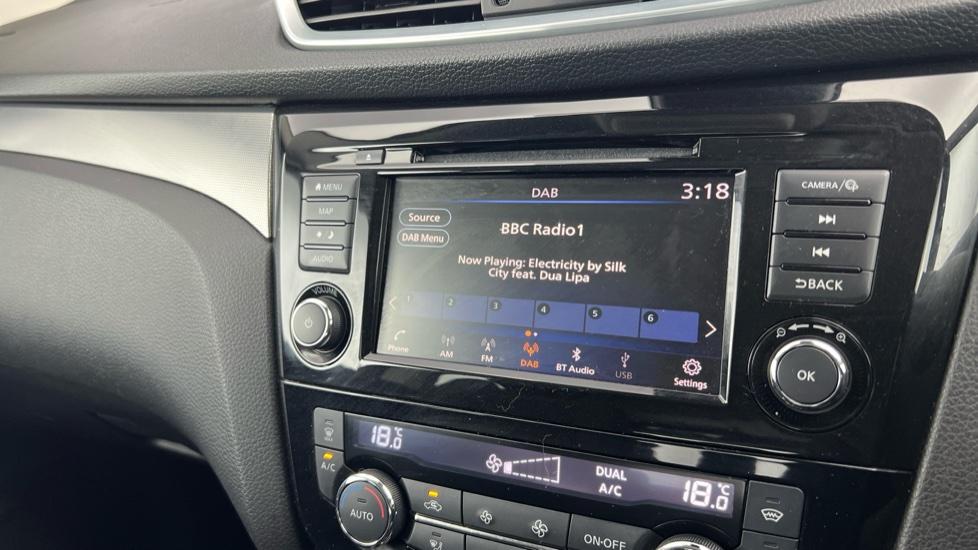 DAB
3:18
MENU
MAP
AUDIO
VOLUME
Source
DAB Menu
BBC Radio1
Now Playing: Electricity by Silk
City feat. Dua Lipa
1 2 3 4 5 6
Phone AM FM DAB BT Audio USB Settings
CAMERA/
BACK
OK
18.0 °C
DUAL
A/C
18.0 °C
A/C
AUTO
ON·OFF